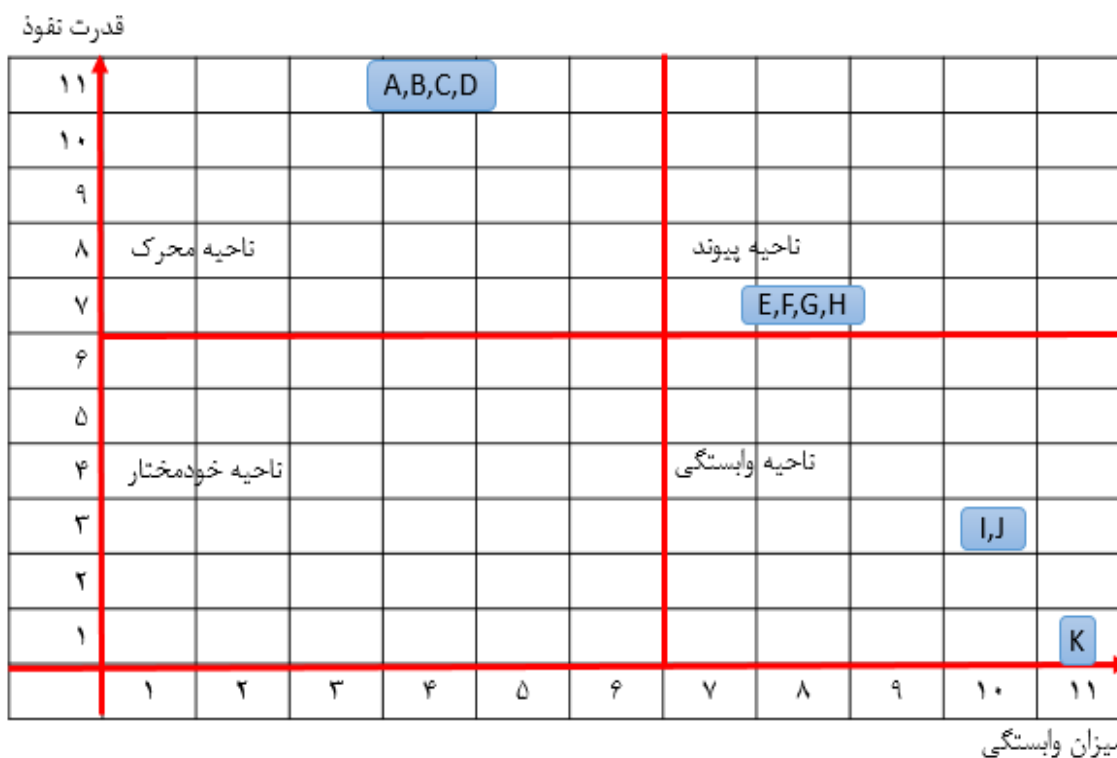 قدرت نفوذ
۱۱
A,B,C,D
۱۰
۹
۸
ناحیه محرک
ناحیه پیوند
۷
E,F,G,H
۶
۵
۴
ناحیه خودمختار
ناحیه وابستگی
۳
I,J
۲
۱
K
۱ ۲ ۳ ۴ ۵ ۶ ۷ ۸ ۹ ۱۰ ۱۱
میزان وابستگی